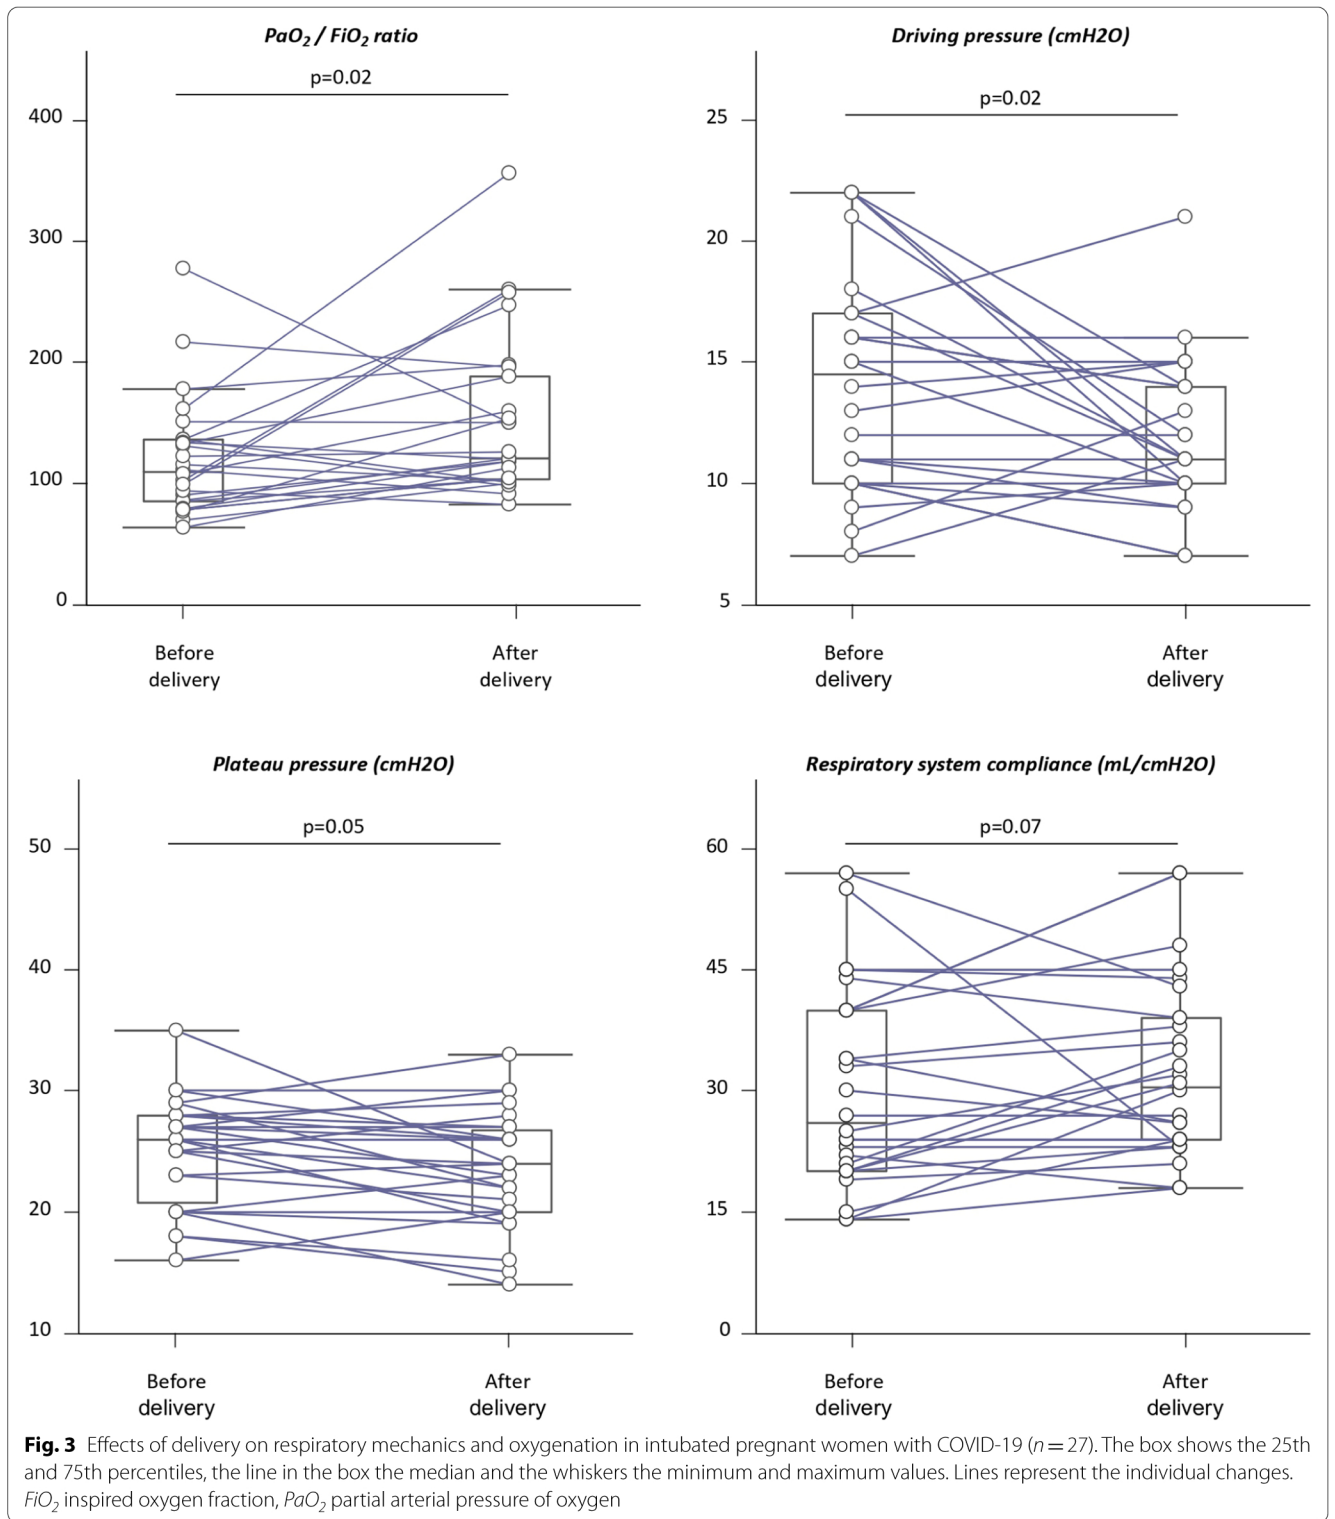 PaO2 / FiO2 ratio
p=0.02
400
300
200
100
0
Before
delivery
After
delivery
Driving pressure (cmH2O)
p=0.02
25
20
15
10
5
Before
delivery
After
delivery
Plateau pressure (cmH2O)
p=0.05
50
40
30
20
10
Before
delivery
After
delivery
Respiratory system compliance (mL/cmH2O)
p=0.07
60
45
30
15
0
Before
delivery
After
delivery
Fig. 3 Effects of delivery on respiratory mechanics and oxygenation in intubated pregnant women with COVID-19 (n = 27). The box shows the 25th
and 75th percentiles, the line in the box the median and the whiskers the minimum and maximum values. Lines represent the individual changes.
FiO2 inspired oxygen fraction, PaO2 partial arterial pressure of oxygen